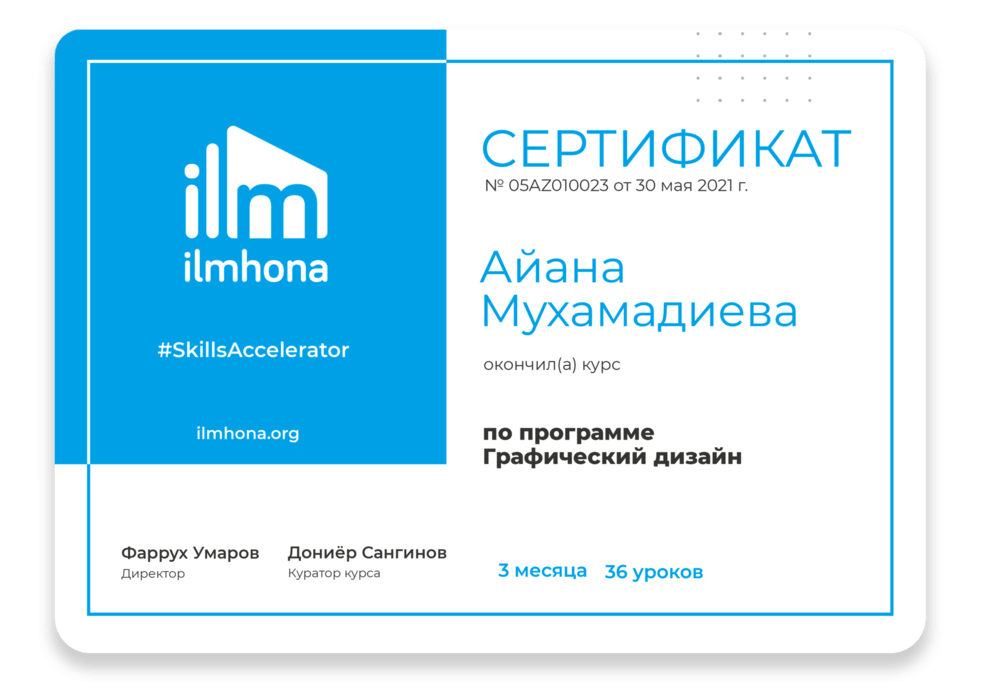 ilm
ilmhona
#SkillsAccelerator
ilmhona.org
СЕРТИФИКАТ
№ 05AZ010023 от 30 мая 2021 г.
Айана
Мухамадиева
окончил(а) курс
по программе
Графический дизайн
Фаррух Умаров
Директор
Дониёр Сангинов
Куратор курса
3 месяца 36 уроков